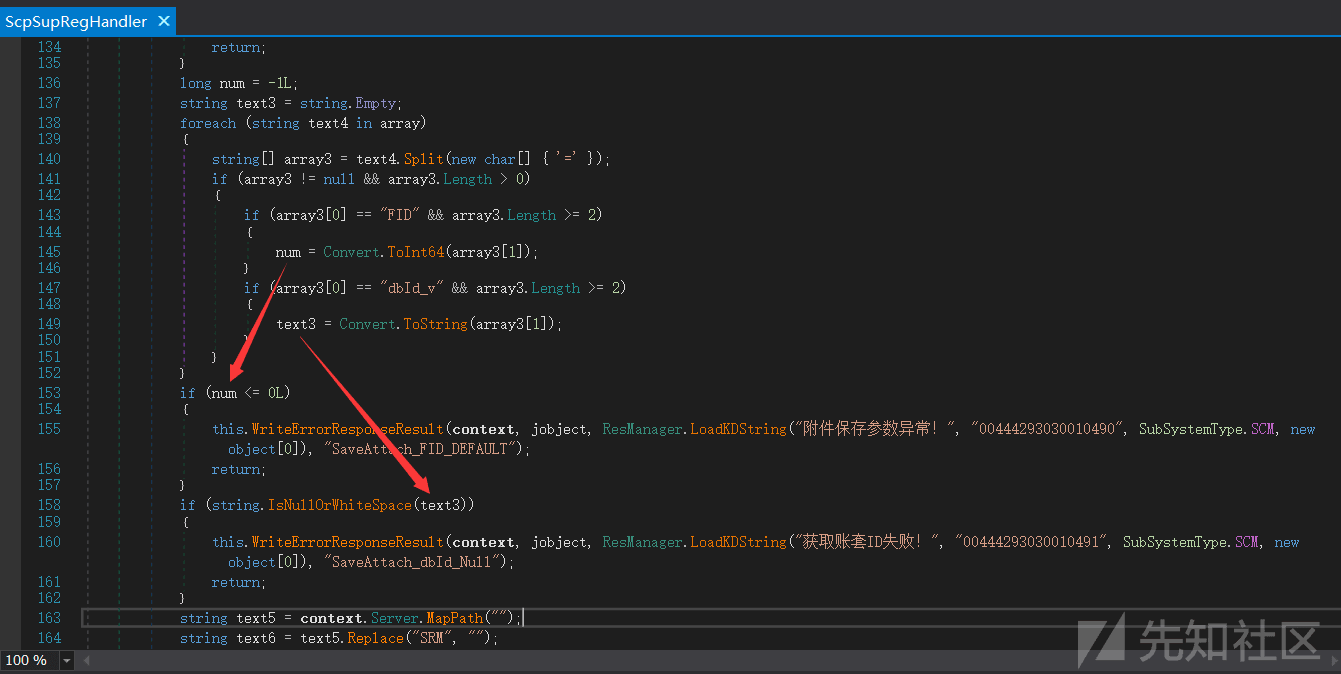 ScpSupRegHandler ✕
134 return;
135 }
136 long num = -1L;
137 string text3 = string.Empty;
138 foreach (string text4 in array)
139 {
140 string[] array3 = text4.Split(new char[] { '=' });
141 if (array3 != null && array3.Length > 0)
142 {
143 if (array3[0] == "FID" && array3.Length >= 2)
144 {
145 num = Convert.ToInt64(array3[1]);
146 }
147 if (array3[0] == "dbId_v" && array3.Length >= 2)
148 {
149 text3 = Convert.ToString(array3[1]);
150 }
151 }
152 }
153 if (num <= 0L)
154 {
155 this.WriteErrorResponseResult(context, jobject, ResManager.LoadKDString("附件保存参数异常！", "00444293030010490", SubSystemType.SCM, new
object[0]), "SaveAttach_FID_DEFAULT");
156 return;
157 }
158 if (string.IsNullOrWhiteSpace(text3))
159 {
160 this.WriteErrorResponseResult(context, jobject, ResManager.LoadKDString("获取账套ID失败！", "00444293030010491", SubSystemType.SCM, new
object[0]), "SaveAttach_dbId_Null");
161 return;
162 }
163 string text5 = context.Server.MapPath("");
164 string text6 = text5.Replace("SRM", "");
先知社区
100 %